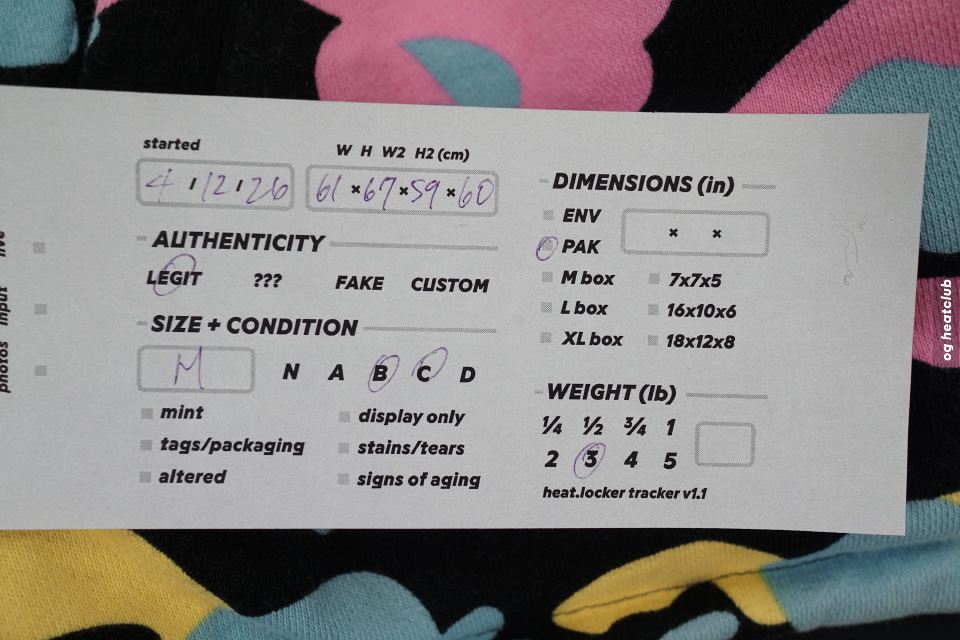 started
4 / 12 / 26
W H W2 H2 (cm)
61 × 67 × 59 × 60
AUTHENTICITY
LEGIT ??? FAKE CUSTOM
SIZE + CONDITION
M N A B C D
mint
tags/packaging
altered
display only
stains/tears
signs of aging
DIMENSIONS (in)
ENV × ×
PAK
M box 7x7x5
L box 16x10x6
XL box 18x12x8
WEIGHT (lb)
¼ ½ ¾ 1
2 3 4 5
heat.locker tracker v1.1
photos input live
og heatclub